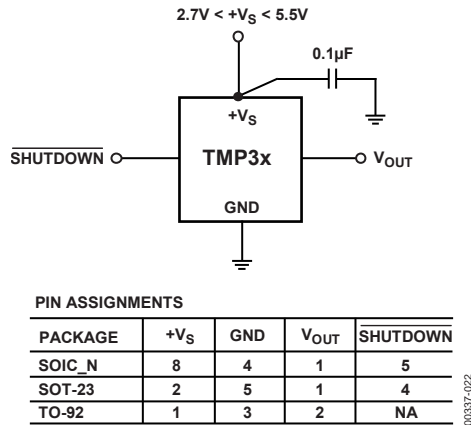 2.7V < +VS < 5.5V
0.1µF
+VS
SHUTDOWN
TMP3x
VOUT
GND
PIN ASSIGNMENTS
PACKAGE +VS GND VOUT SHUTDOWN
SOIC_N 8 4 1 5
SOT-23 2 5 1 4
TO-92 1 3 2 NA
00337-022